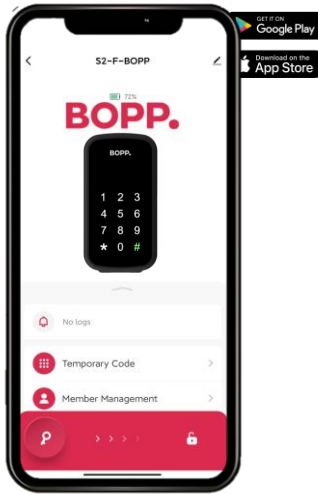 S2-F-BOPP
GET IT ON
Google Play
Download on the
App Store
72%
BOPP.
BOPP.
1 2 3
4 5 6
7 8 9
* 0 #
No logs
Temporary Code
Member Management